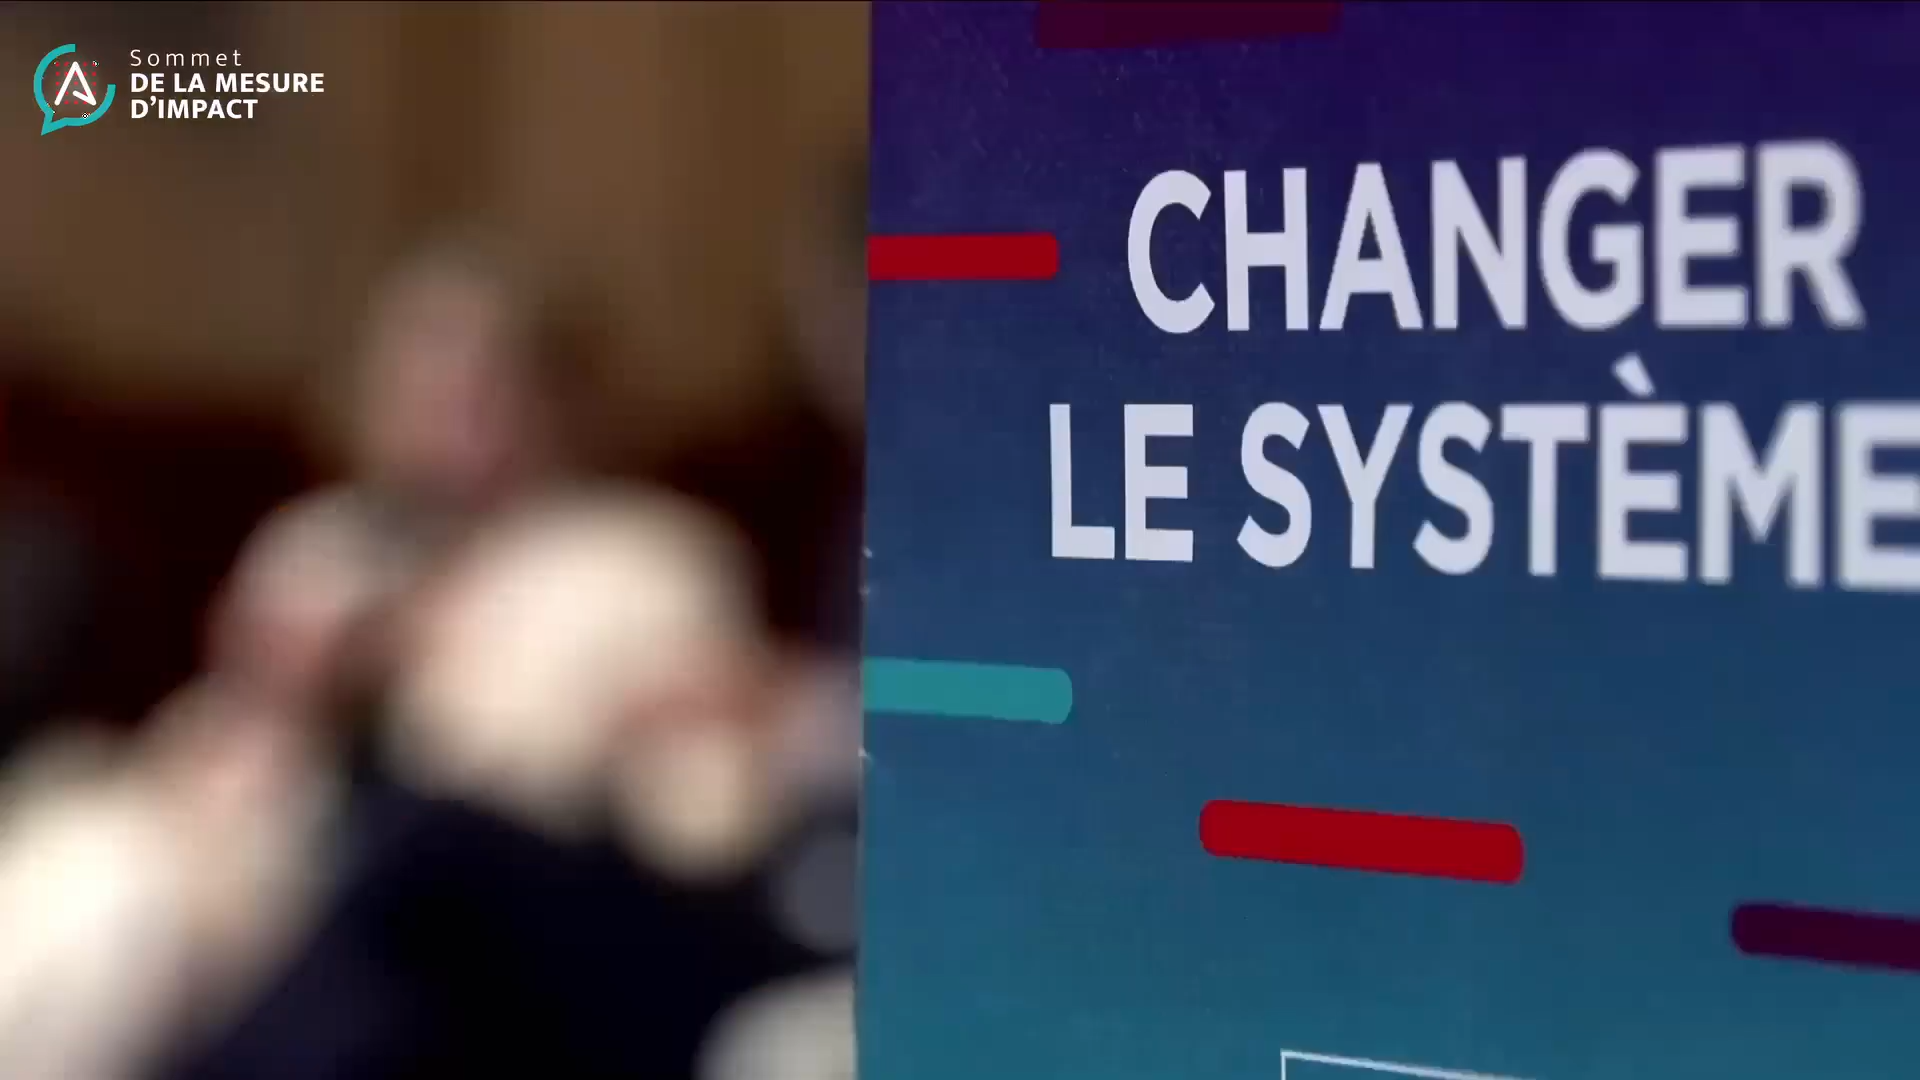 Sommet
DE LA MESURE
D'IMPACT
CHANGER
LE SYSTÈME